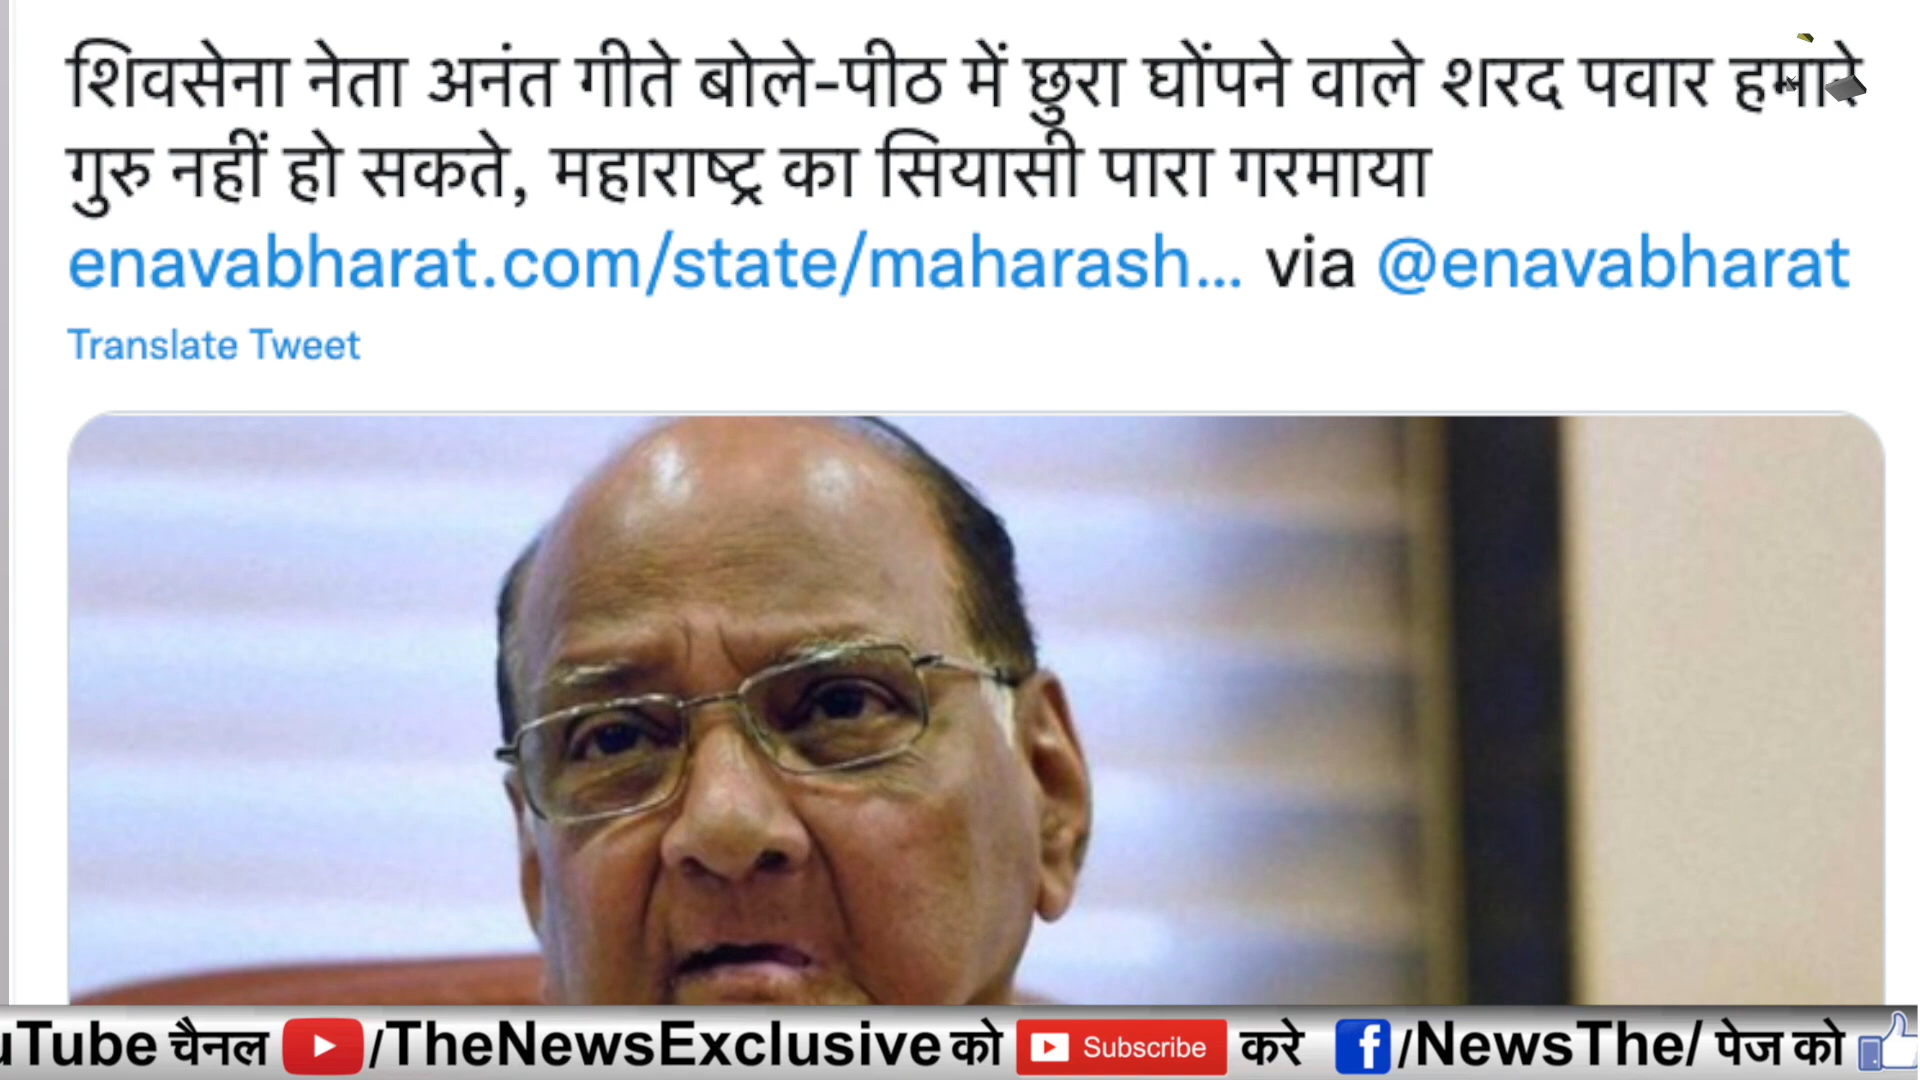 शिवसेना नेता अनंत गीते बोले-पीठ में छुरा घोंपने वाले शरद पवार हमारे
गुरु नहीं हो सकते, महाराष्ट्र का सियासी पारा गरमाया
enavabharat.com/state/maharash... via @enavabharat
Translate Tweet
uTube चैनल /TheNewsExclusive को Subscribe करे f /NewsThe/ पेज को